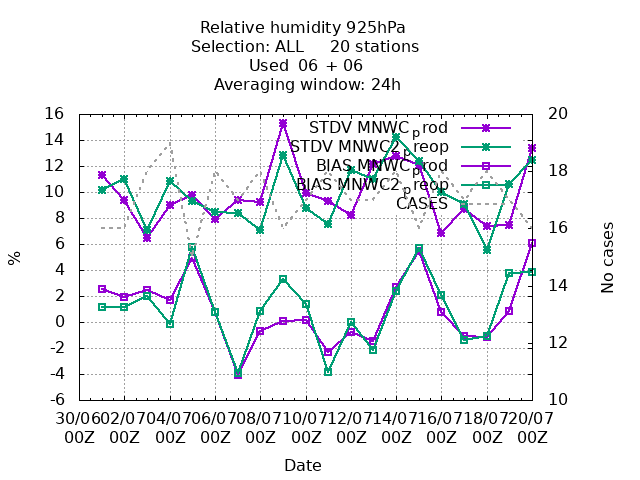 Relative humidity 925hPa
Selection: ALL 20 stations
Used 06 + 06
Averaging window: 24h
16 20
14
12 18
10
8 16
6
4 14
2
0 12
-2
-4
-6 10
STDV MNWC_prod
STDV MNWC2_preop
BIAS MNWC_prod
BIAS MNWC2_preop
CASES
%
No cases
30/06 02/07 04/07 06/07 08/07 10/07 12/07 14/07 16/07 18/07 20/07
00Z 00Z 00Z 00Z 00Z 00Z 00Z 00Z 00Z 00Z 00Z
Date